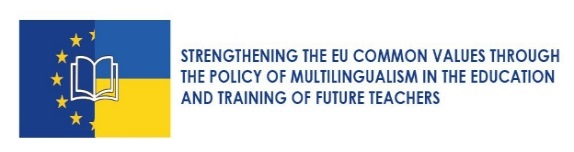 STRENGTHENING THE EU COMMON VALUES THROUGH
THE POLICY OF MULTILINGUALISM IN THE EDUCATION
AND TRAINING OF FUTURE TEACHERS